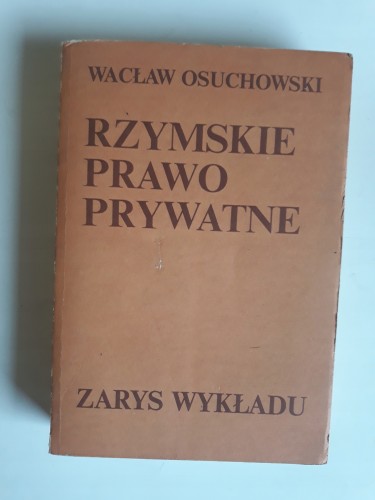 WACŁAW OSUCHOWSKI
RZYMSKIE
PRAWO
PRYWATNE
ZARYS WYKŁADU